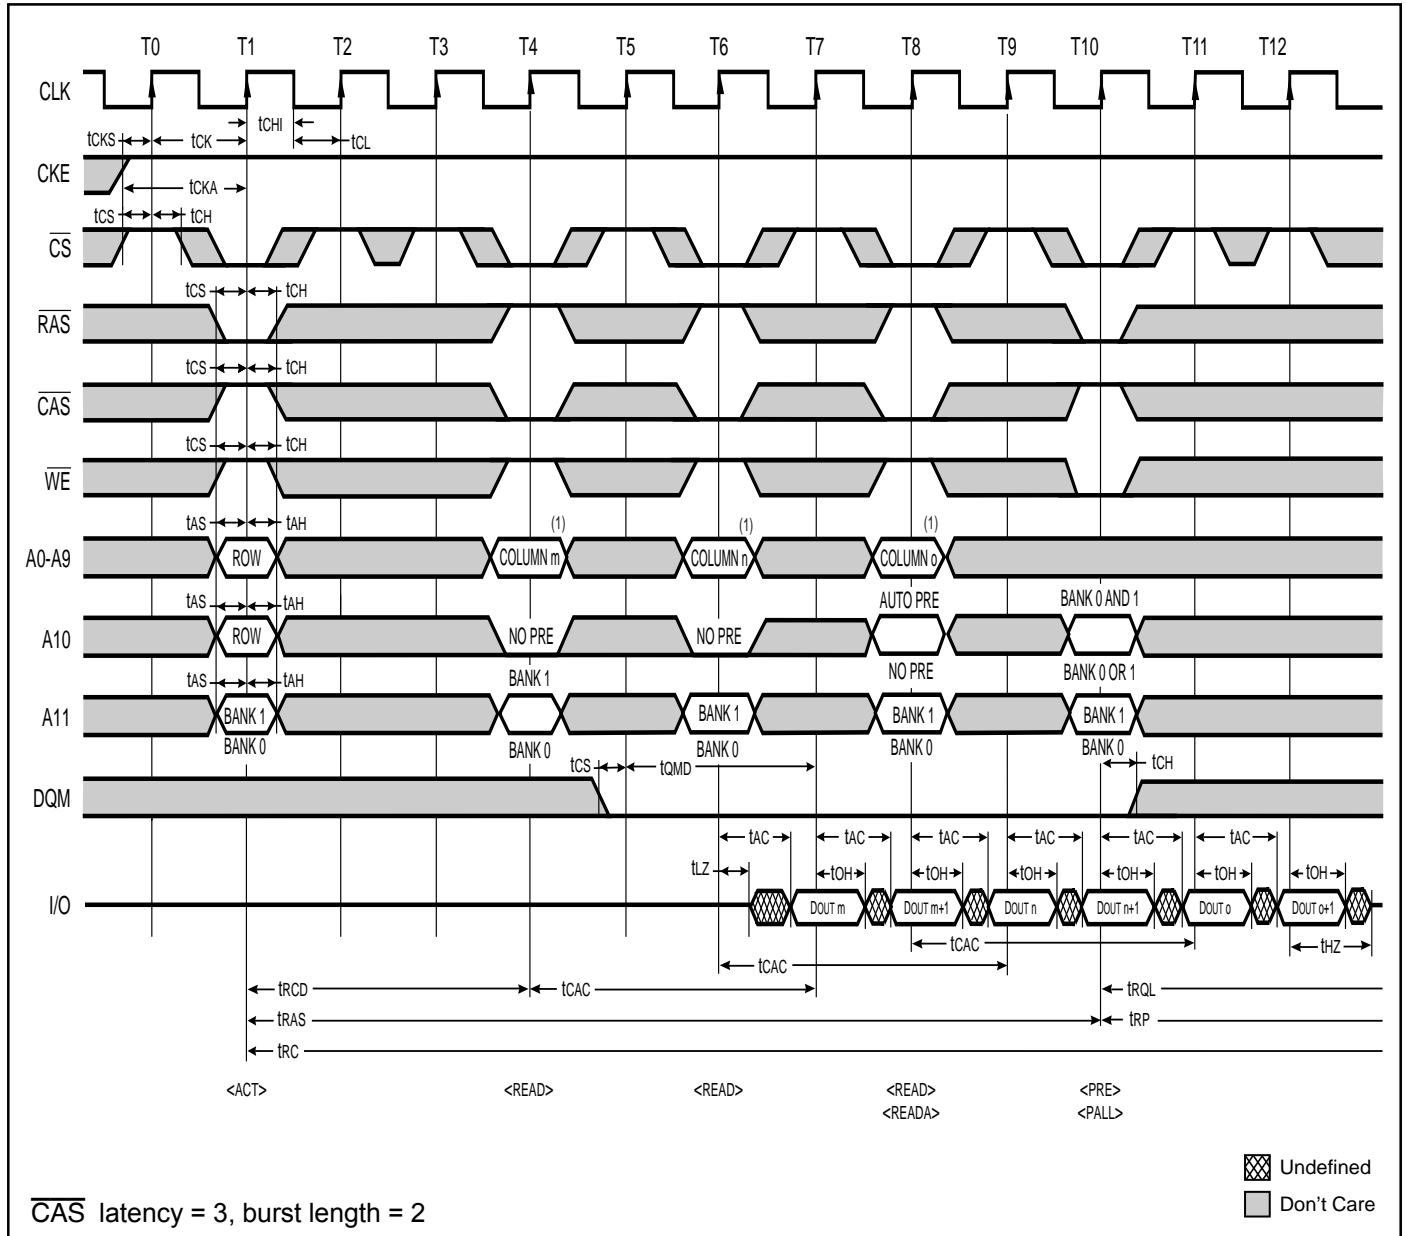 T0 T1 T2 T3 T4 T5 T6 T7 T8 T9 T10 T11 T12
CLK
tCHI
tCKS tCK tCL
CKE
tCKA
tCS tCH
CS
tCS tCH
RAS
tCS tCH
CAS
tCS tCH
WE
tAS tAH (1) (1) (1)
A0-A9 ROW COLUMN m COLUMN n COLUMN o
tAS tAH AUTO PRE BANK 0 AND 1
A10 ROW NO PRE NO PRE
tAS tAH BANK 1 NO PRE BANK 0 OR 1
A11 BANK 1 BANK 1 BANK 1 BANK 1
BANK 0 BANK 0 BANK 0 BANK 0 BANK 0
tCS tQMD tCH
DQM
tAC tAC tAC tAC tAC tAC
tLZ tOH tOH tOH tOH tOH tOH
I/O DOUT m DOUT m+1 DOUT n DOUT n+1 DOUT o DOUT o+1
tCAC tHZ
tCAC
tRCD tCAC tRQL
tRAS tRP
tRC
<ACT> <READ> <READ> <READ> <PRE>
<READA> <PALL>
Undefined
Don't Care
CAS latency = 3, burst length = 2